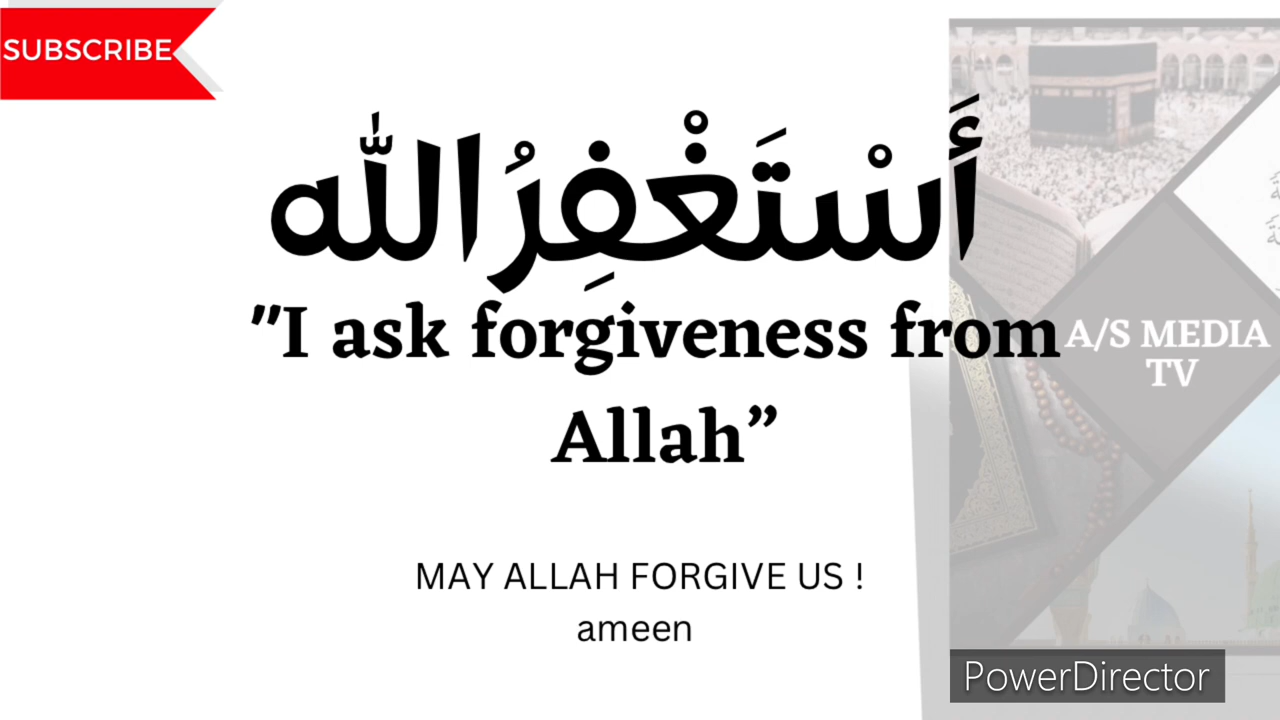 SUBSCRIBE
أَسْتَغْفِرُاللّٰه
"I ask forgiveness from
Allah”
A/S MEDIA
TV
MAY ALLAH FORGIVE US !
ameen
PowerDirector